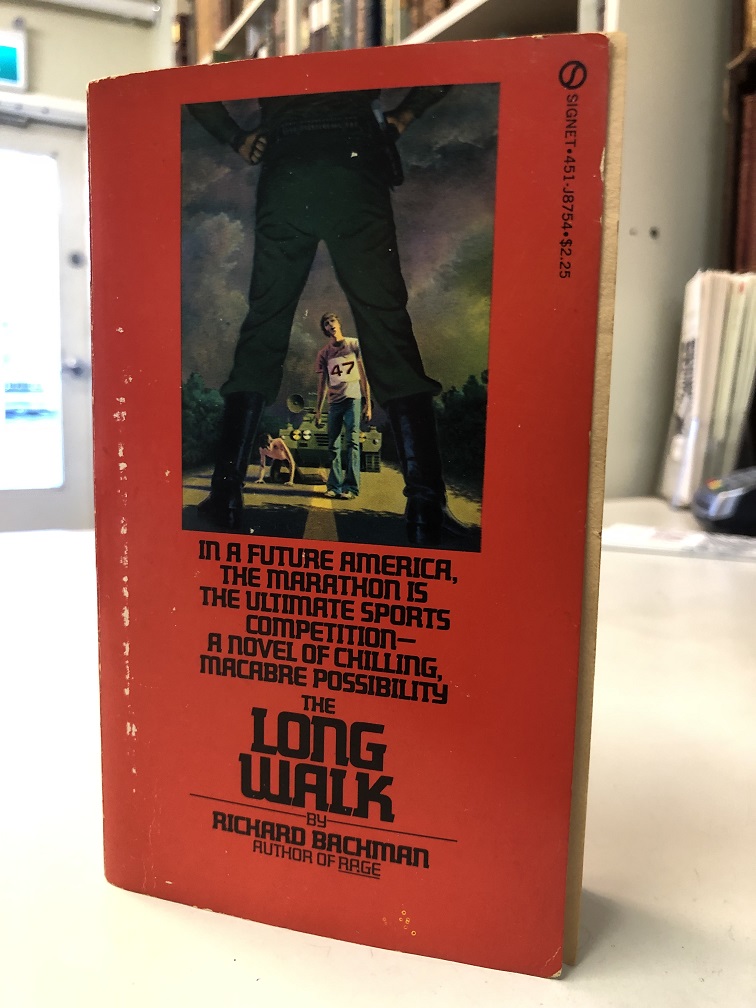 SIGNET•451-J8754•$2.25
47
IN A FUTURE AMERICA,
THE MARATHON IS
THE ULTIMATE SPORTS
COMPETITION—
A NOVEL OF CHILLING,
MACABRE POSSIBILITY
THE
LONG
WALK
BY
RICHARD BACHMAN
AUTHOR OF RAGE